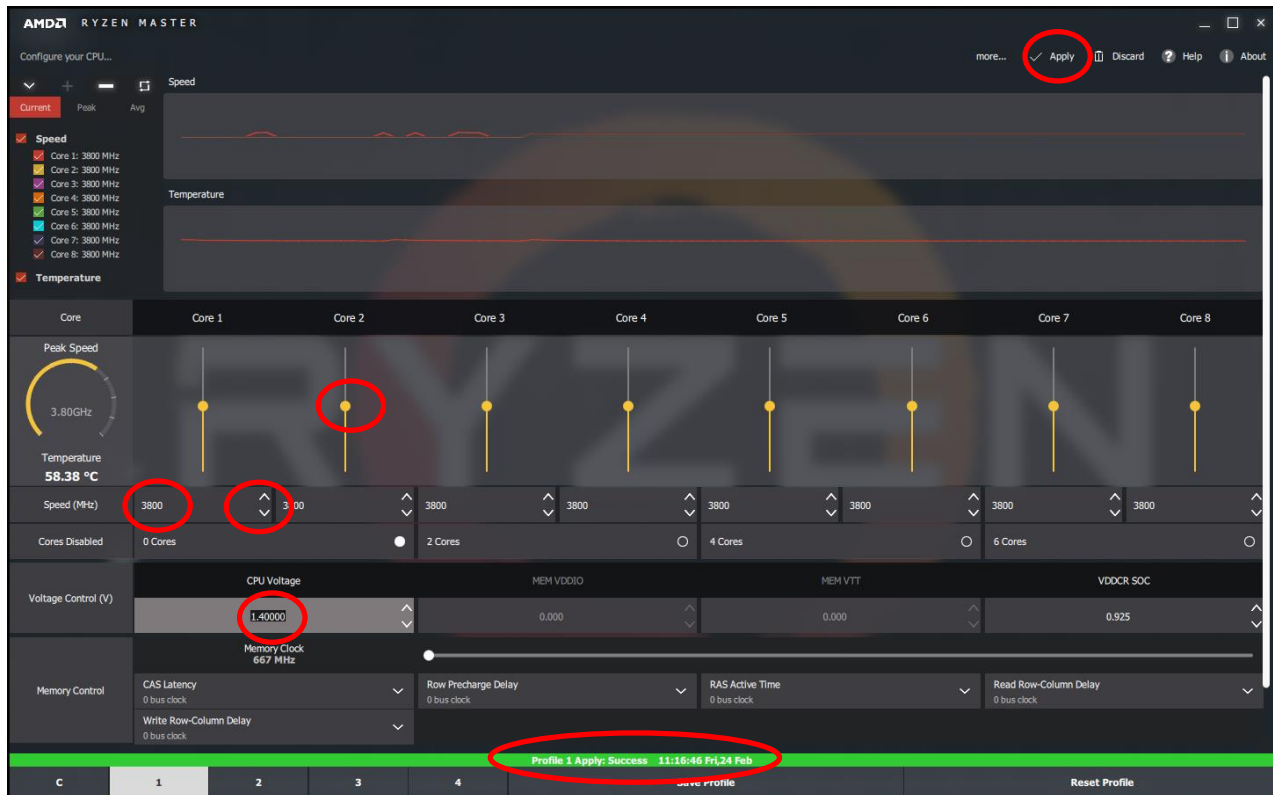 AMD RYZEN MASTER
Configure your CPU...
more... Apply Discard ? Help i About
Current Peak Avg
Speed
Speed
Core 1: 3800 MHz
Core 2: 3800 MHz
Core 3: 3800 MHz
Core 4: 3800 MHz
Core 5: 3800 MHz
Core 6: 3800 MHz
Core 7: 3800 MHz
Core 8: 3800 MHz
Temperature
Temperature
Core Core 1 Core 2 Core 3 Core 4 Core 5 Core 6 Core 7 Core 8
Peak Speed
3.80GHz
Temperature
58.38 °C
RYZEN
Speed (MHz) 3800 3800 3800 3800 3800 3800 3800 3800
Cores Disabled 0 Cores 2 Cores 4 Cores 6 Cores
Voltage Control (V)
CPU Voltage MEM VDDIO MEM VTT VDDCR SOC
1.40000 0.000 0.000 0.925
Memory Control
Memory Clock
667 MHz
CAS Latency Row Precharge Delay RAS Active Time Read Row-Column Delay
0 bus clock 0 bus clock 0 bus clock 0 bus clock
Write Row-Column Delay
0 bus clock
Profile 1 Apply: Success 11:16:46 Fri,24 Feb
C 1 2 3 4 Save Profile Reset Profile